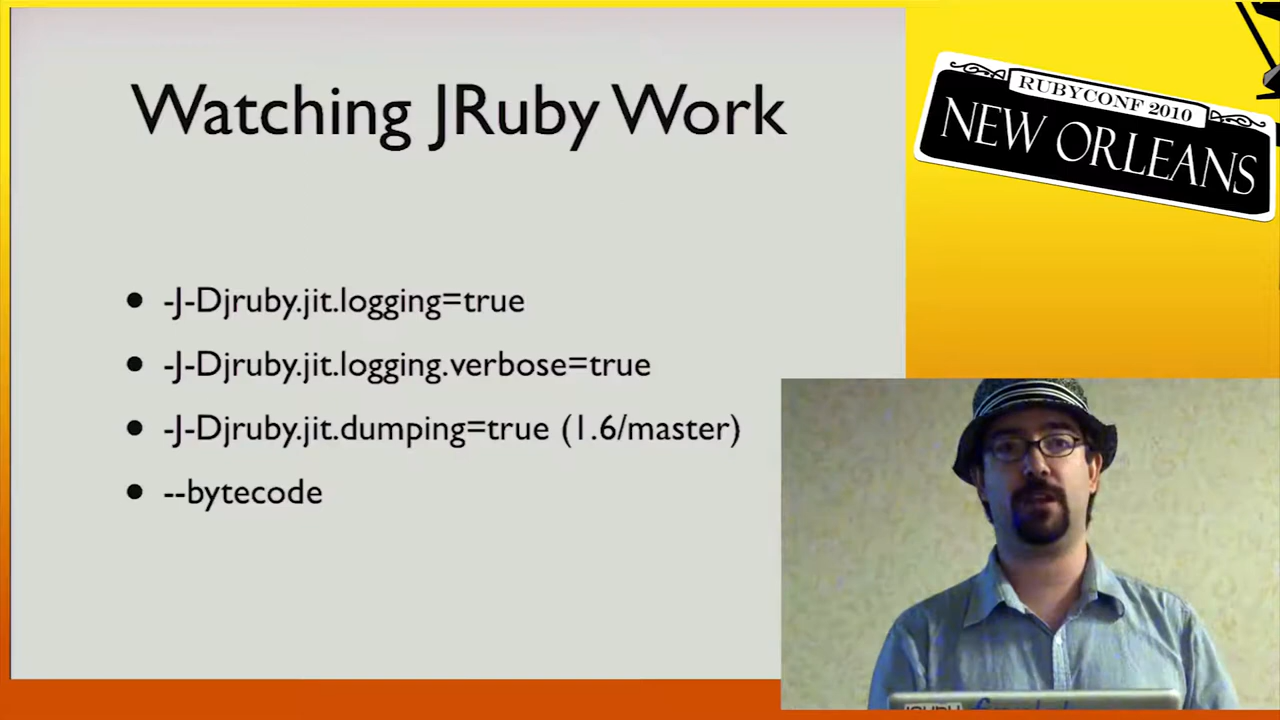 Watching JRuby Work
RUBYCONF 2010
NEW ORLEANS
• -J-Djruby.jit.logging=true
• -J-Djruby.jit.logging.verbose=true
• -J-Djruby.jit.dumping=true (1.6/master)
• --bytecode